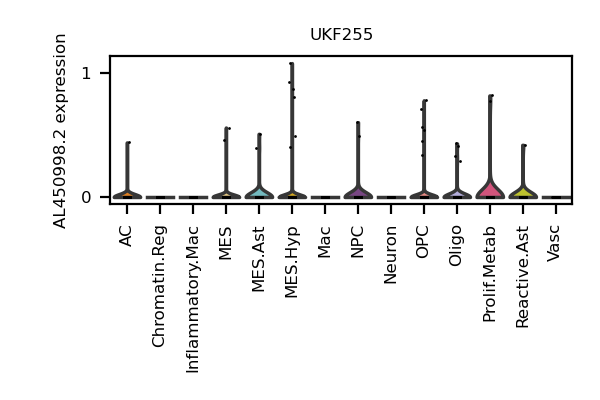 UKF255
AL450998.2 expression
1
0
AC
Chromatin.Reg
Inflammatory.Mac
MES
MES.Ast
MES.Hyp
Mac
NPC
Neuron
OPC
Oligo
Prolif.Metab
Reactive.Ast
Vasc